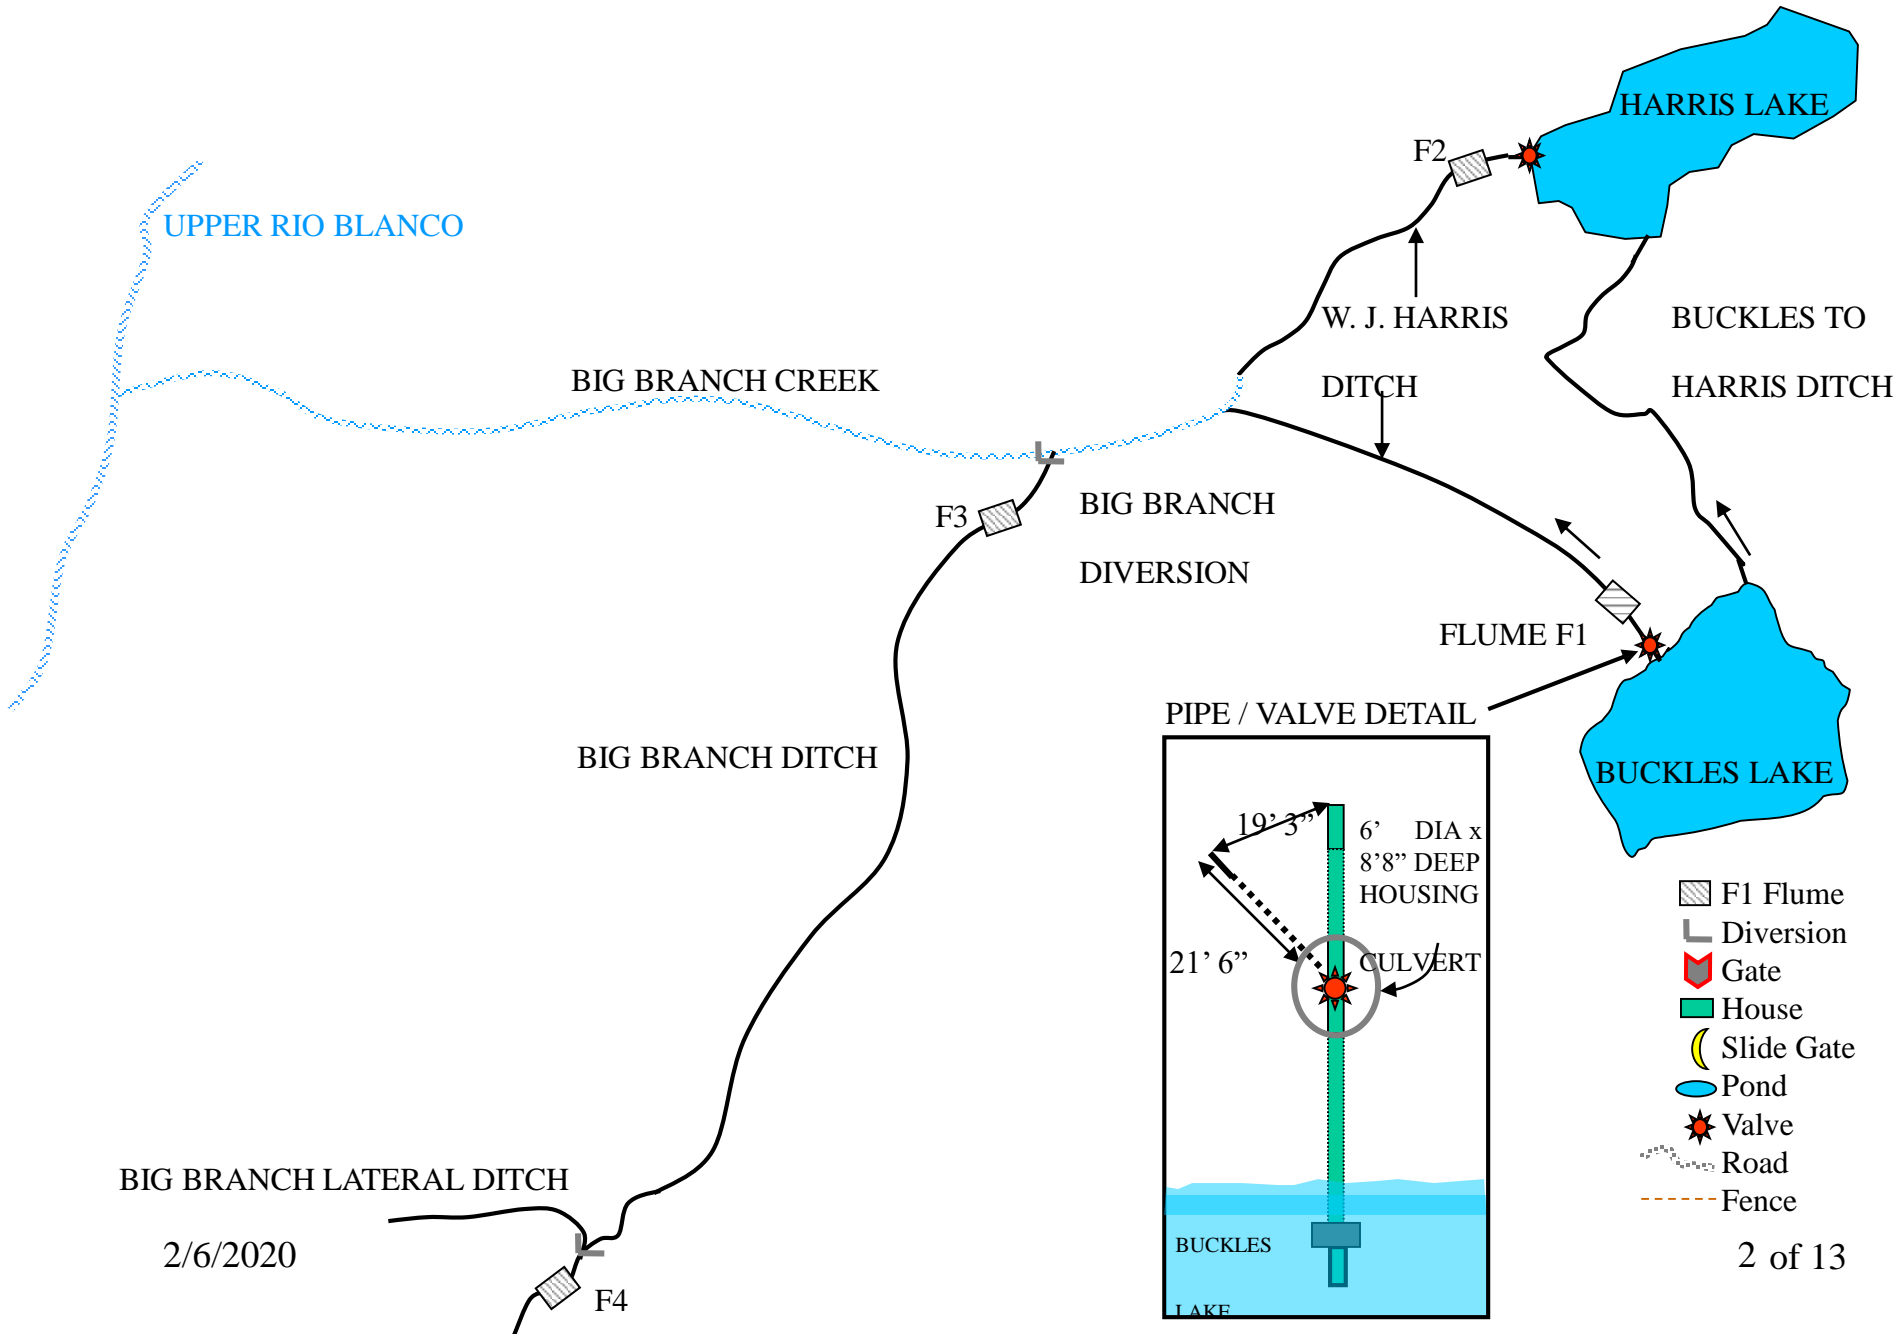 HARRIS LAKE
F2
UPPER RIO BLANCO
W. J. HARRIS
DITCH
BUCKLES TO
HARRIS DITCH
BIG BRANCH CREEK
F3
BIG BRANCH
DIVERSION
FLUME F1
PIPE / VALVE DETAIL
BIG BRANCH DITCH
BUCKLES LAKE
19’ 3”
6’ DIA x
8’8” DEEP
HOUSING
CULVERT
21’ 6”
F1 Flume
Diversion
Gate
House
Slide Gate
Pond
Valve
Road
Fence
BIG BRANCH LATERAL DITCH
BUCKLES
LAKE
2/6/2020
F4
2 of 13